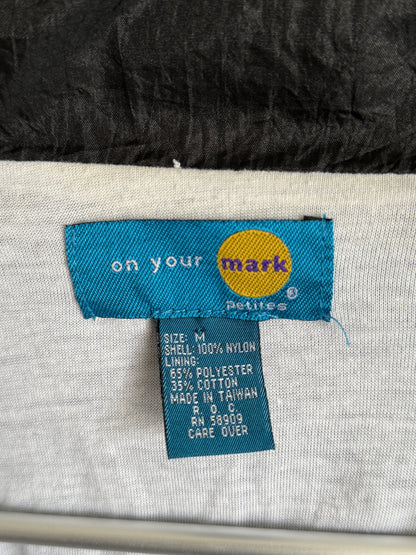 on your mark
petites
SIZE: M
SHELL: 100% NYLON
LINING:
65% POLYESTER
35% COTTON
MADE IN TAIWAN
R. O. C.
RN 58909
CARE OVER